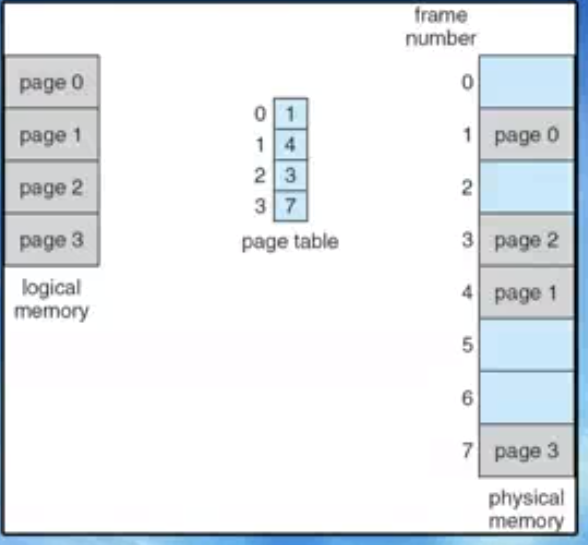 frame
number
page 0
page 1
page 2
page 3
logical
memory
0 1
1 4
2 3
3 7
page table
0
1 page 0
2
3 page 2
4 page 1
5
6
7 page 3
physical
memory